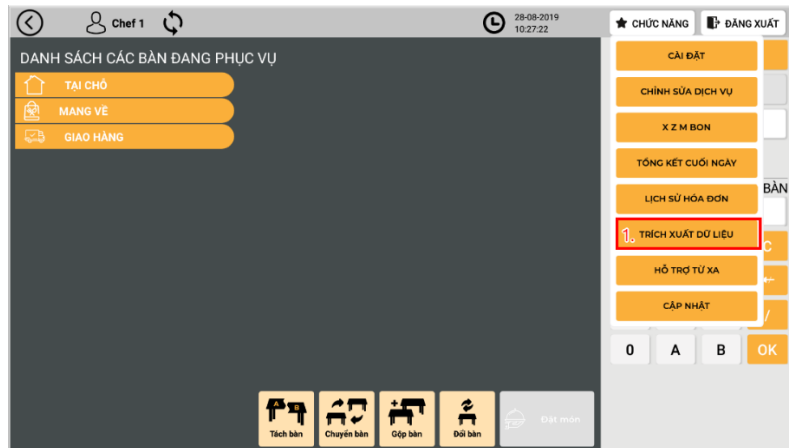 Chef 1
28-08-2019
10:27:22
CHỨC NĂNG
ĐĂNG XUẤT
DANH SÁCH CÁC BÀN ĐANG PHỤC VỤ
TẠI CHỖ
MANG VỀ
GIAO HÀNG
CÀI ĐẶT
CHỈNH SỬA DỊCH VỤ
X Z M BON
TỔNG KẾT CUỐI NGÀY
LỊCH SỬ HÓA ĐƠN
BÀN
1. TRÍCH XUẤT DỮ LIỆU
C
HỖ TRỢ TỪ XA
CẬP NHẬT
/
0 A B OK
A B
Tách bàn
Chuyển bàn
Gộp bàn
Đổi bàn
Đặt món